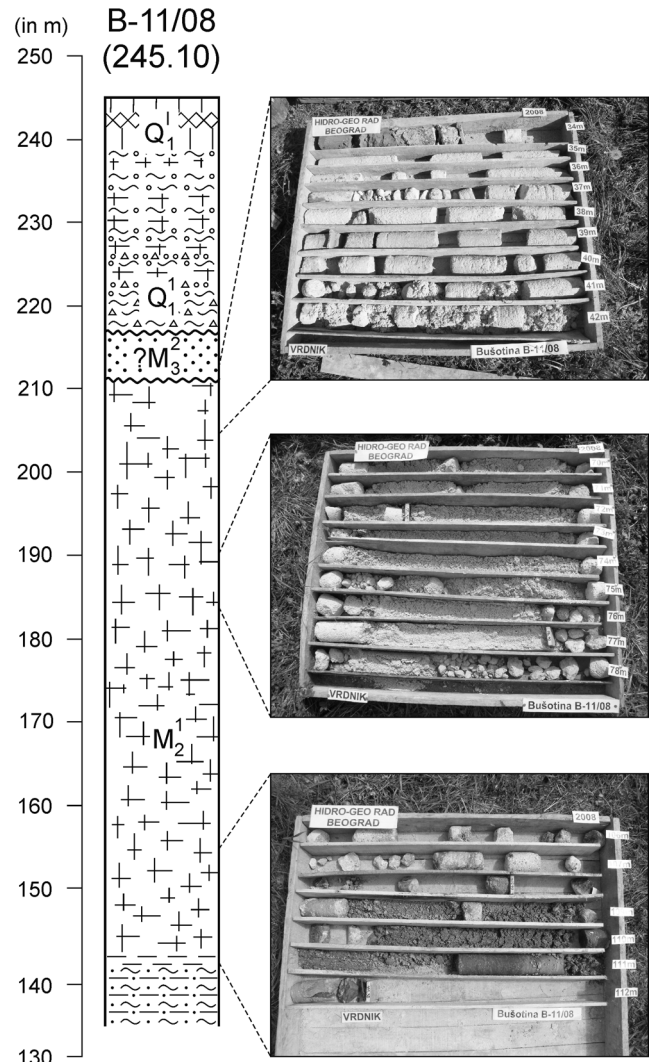 (in m)
B-11/08
(245.10)
250
240
230
220
210
200
190
180
170
160
150
140
130
Q₁ˡ
Q₁¹
?M₃²
M₂¹
HIDRO-GEO RAD
BEOGRAD
2008
34m
35m
36m
37m
38m
39m
40m
41m
42m
VRDNIK
Bušotina B-11/08
HIDRO-GEO RAD
BEOGRAD
2008
74m
75m
76m
77m
78m
VRDNIK
Bušotina B-11/08
HIDRO-GEO RAD
BEOGRAD
2008
111m
112m
VRDNIK
Bušotina B-11/08